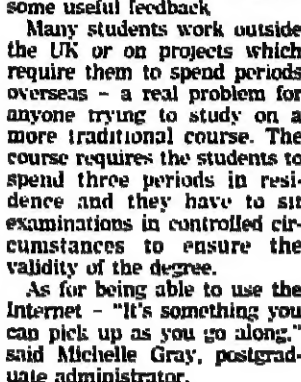 some useful feedback
Many students work outside
the UK or on projects which
require them to spend periods
overseas – a real problem for
anyone trying to study on a
more traditional course. The
course requires the students to
spend three periods in resi-
dence and they have to sit
examinations in controlled cir-
cumstances to ensure the
validity of the degree.
As for being able to use the
Internet – "It's something you
can pick up as you go along,"
said Michelle Gray, postgrad-
uate administrator.